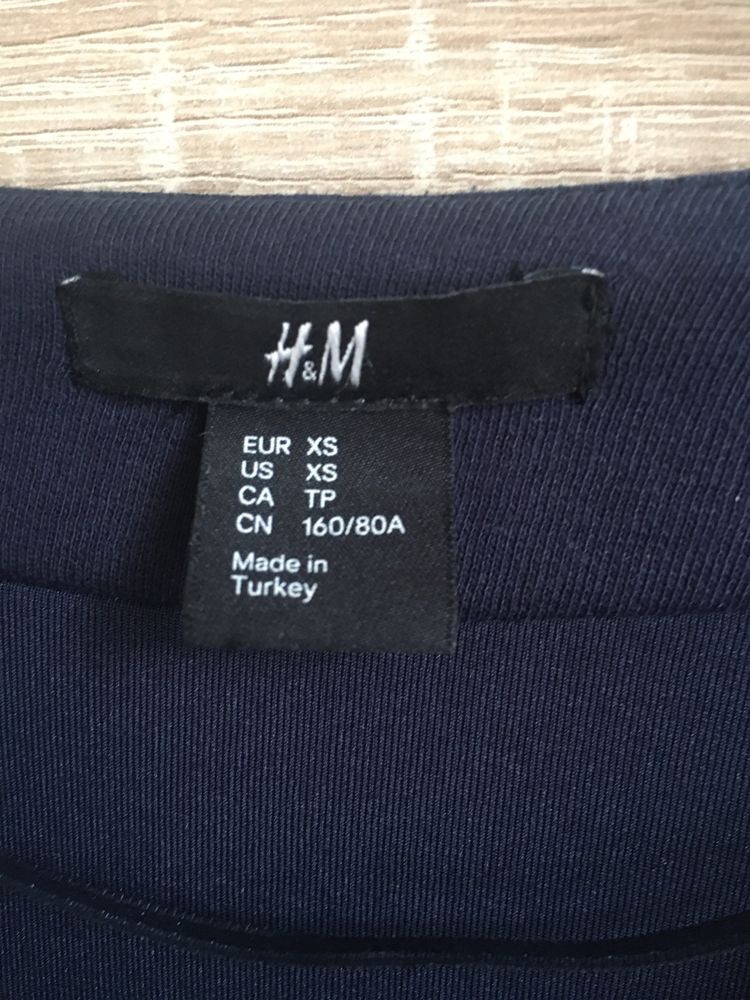 H&M
EUR XS
US XS
CA TP
CN 160/80A
Made in
Turkey